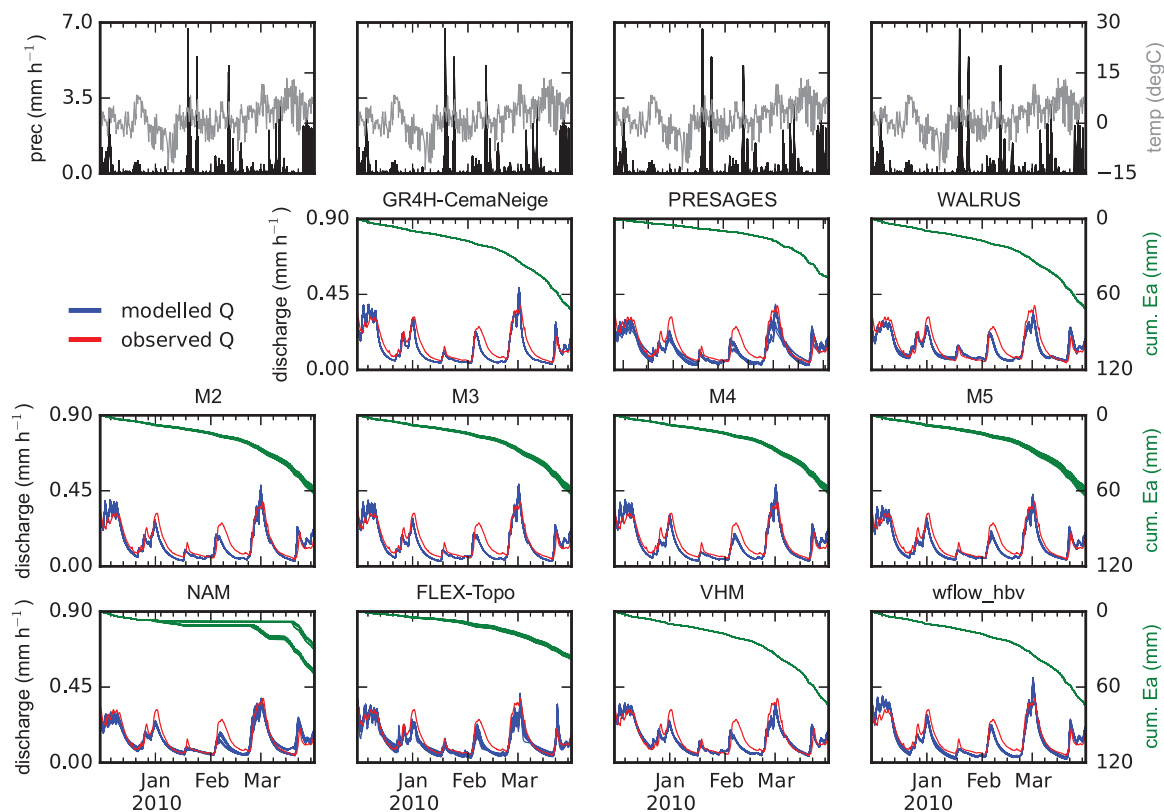 7.0
3.5
0.0
prec (mm h⁻¹)
30
15
0
−15
temp (degC)
GR4H-CemaNeige
PRESAGES
WALRUS
modelled Q
observed Q
0.90
0.45
0.00
discharge (mm h⁻¹)
0
60
120
cum. Ea (mm)
M2
M3
M4
M5
0.90
0.45
0.00
discharge (mm h⁻¹)
0
60
120
cum. Ea (mm)
NAM
FLEX-Topo
VHM
wflow_hbv
0.90
0.45
0.00
discharge (mm h⁻¹)
0
60
120
cum. Ea (mm)
Jan Feb Mar
2010
Jan Feb Mar
2010
Jan Feb Mar
2010
Jan Feb Mar
2010